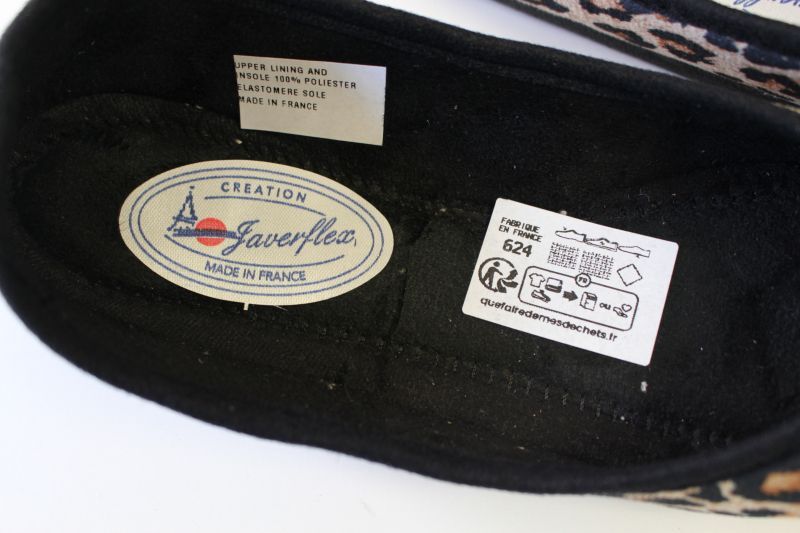 UPPER LINING AND
INSOLE 100% POLIESTER
ELASTOMERE SOLE
MADE IN FRANCE
CREATION
Javerflex
MADE IN FRANCE
FABRIQUE
EN FRANCE
624
FR
OU
quefairedemesdechets.fr